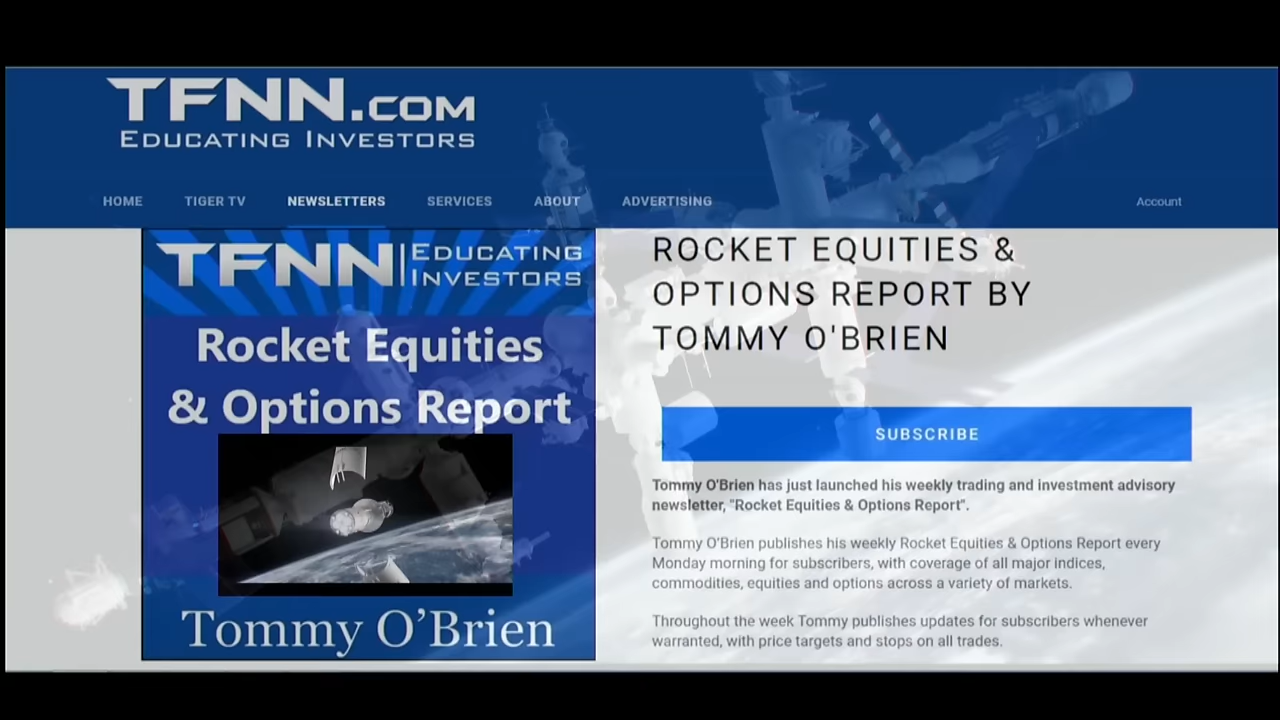 TFNN.COM
EDUCATING INVESTORS
HOME TIGER TV NEWSLETTERS SERVICES ABOUT ADVERTISING Account
TFNN EDUCATING
INVESTORS
Rocket Equities
& Options Report
Tommy O’Brien
ROCKET EQUITIES &
OPTIONS REPORT BY
TOMMY O'BRIEN
SUBSCRIBE
Tommy O'Brien has just launched his weekly trading and investment advisory
newsletter, "Rocket Equities & Options Report".
Tommy O’Brien publishes his weekly Rocket Equities & Options Report every
Monday morning for subscribers, with coverage of all major indices,
commodities, equities and options across a variety of markets.
Throughout the week Tommy publishes updates for subscribers whenever
warranted, with price targets and stops on all trades.